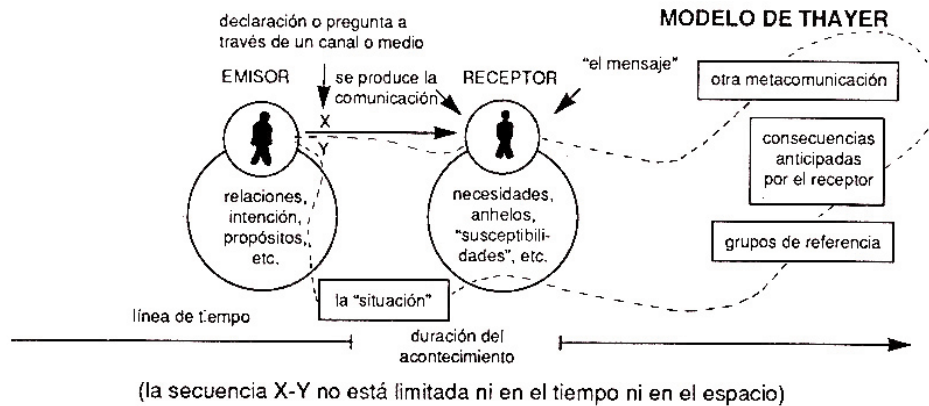 MODELO DE THAYER
declaración o pregunta a
través de un canal o medio
EMISOR
se produce la
comunicación
RECEPTOR
"el mensaje"
otra metacomunicación
X
Y
consecuencias
anticipadas
por el receptor
relaciones,
intención,
propósitos,
etc.
necesidades,
anhelos,
"susceptibili-
dades", etc.
grupos de referencia
la "situación"
línea de tiempo
duración del
acontecimiento
(la secuencia X-Y no está limitada ni en el tiempo ni en el espacio)